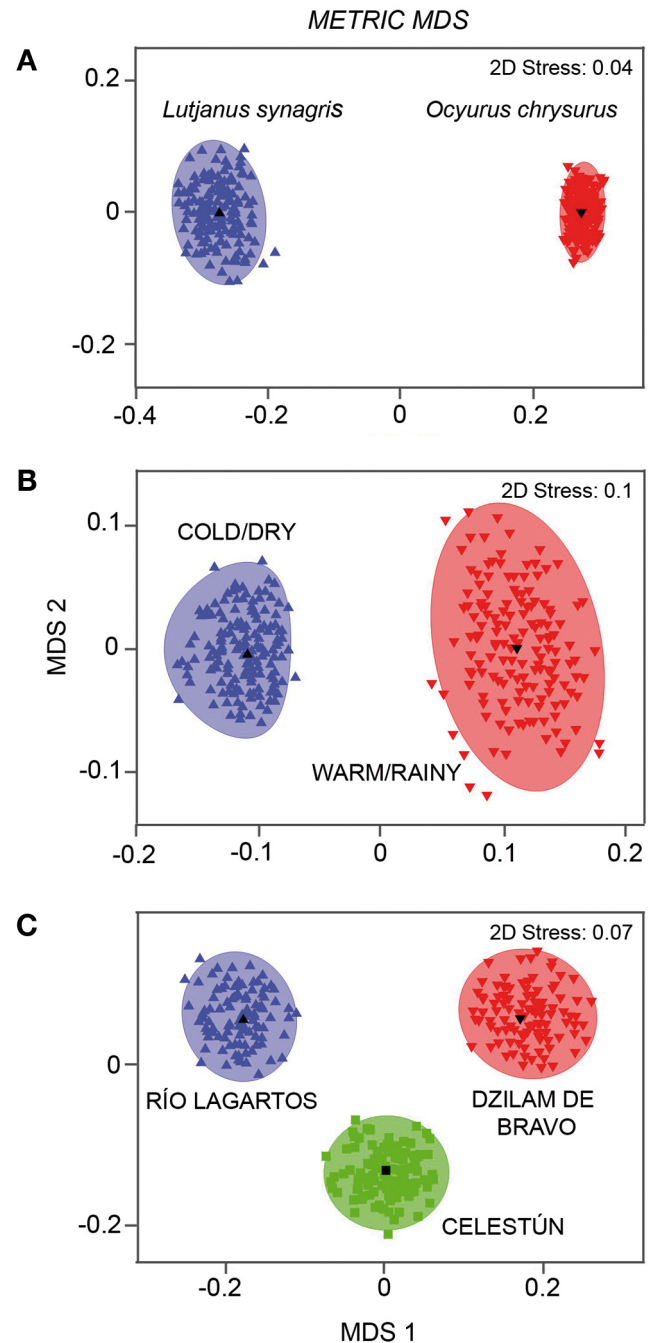 METRIC MDS
A
2D Stress: 0.04
Lutjanus synagris
Ocyurus chrysurus
0.2
0
-0.2
-0.4
-0.2
0
0.2
B
2D Stress: 0.1
COLD/DRY
WARM/RAINY
0.1
0
-0.1
MDS 2
-0.2
-0.1
0
0.1
0.2
C
2D Stress: 0.07
RÍO LAGARTOS
DZILAM DE
BRAVO
CELESTÚN
0
-0.2
-0.2
0
0.2
MDS 1